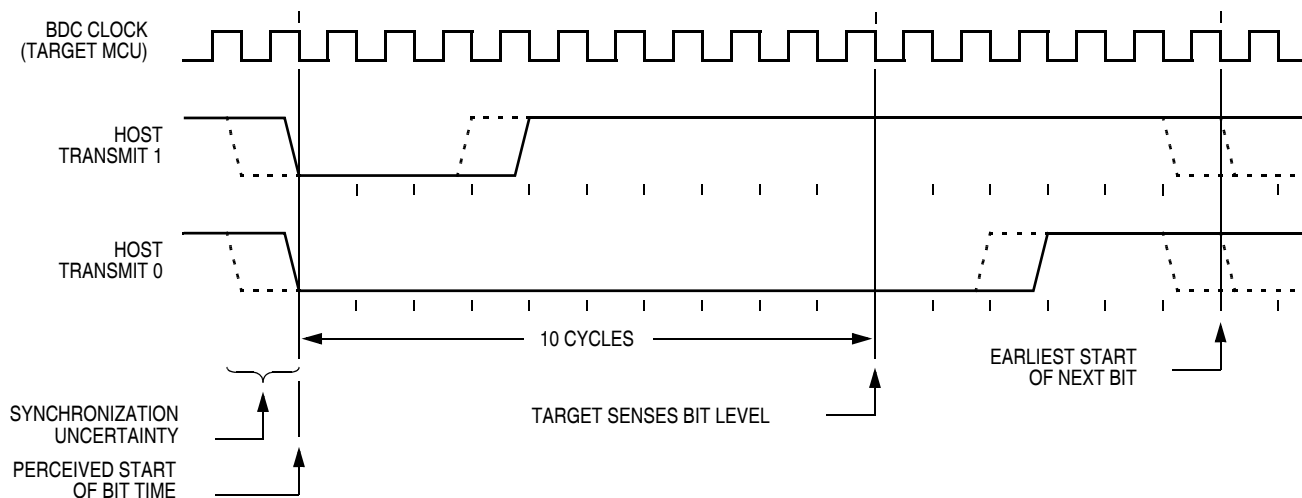 BDC CLOCK
(TARGET MCU)
HOST
TRANSMIT 1
HOST
TRANSMIT 0
10 CYCLES
EARLIEST START
OF NEXT BIT
SYNCHRONIZATION
UNCERTAINTY
TARGET SENSES BIT LEVEL
PERCEIVED START
OF BIT TIME